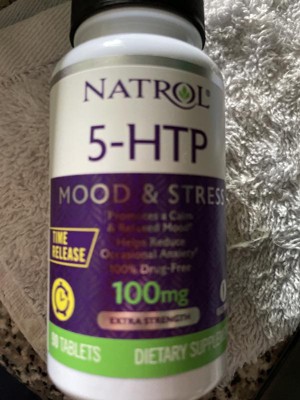 NATROL®
5-HTP
MOOD & STRESS
Promotes a Calm
& Relaxed Mood
Helps Reduce
Occasional Anxiety
100% Drug-Free
TIME
RELEASE
100mg
EXTRA STRENGTH
TABLETS
DIETARY